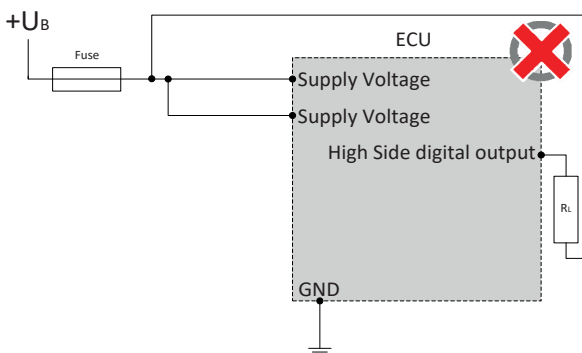 +UB
Fuse
ECU
Supply Voltage
Supply Voltage
High Side digital output
RL
GND